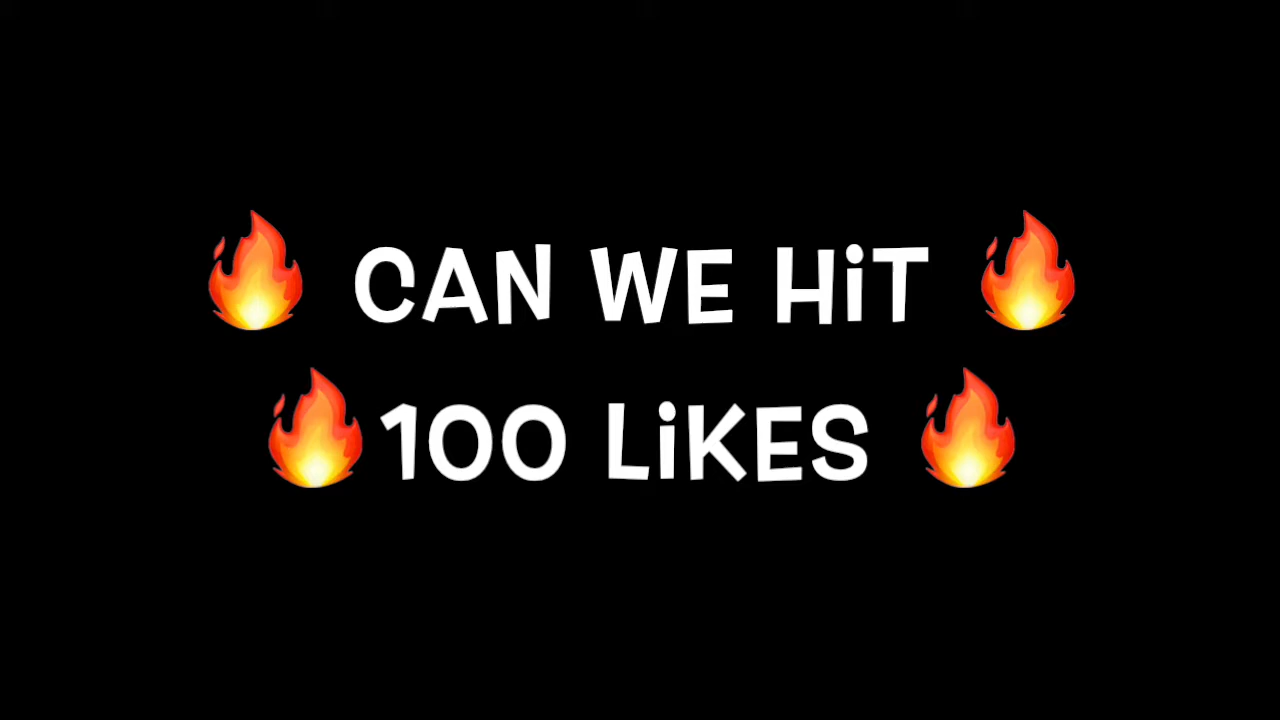 🔥 CAN WE HiT 🔥
🔥100 LiKES 🔥